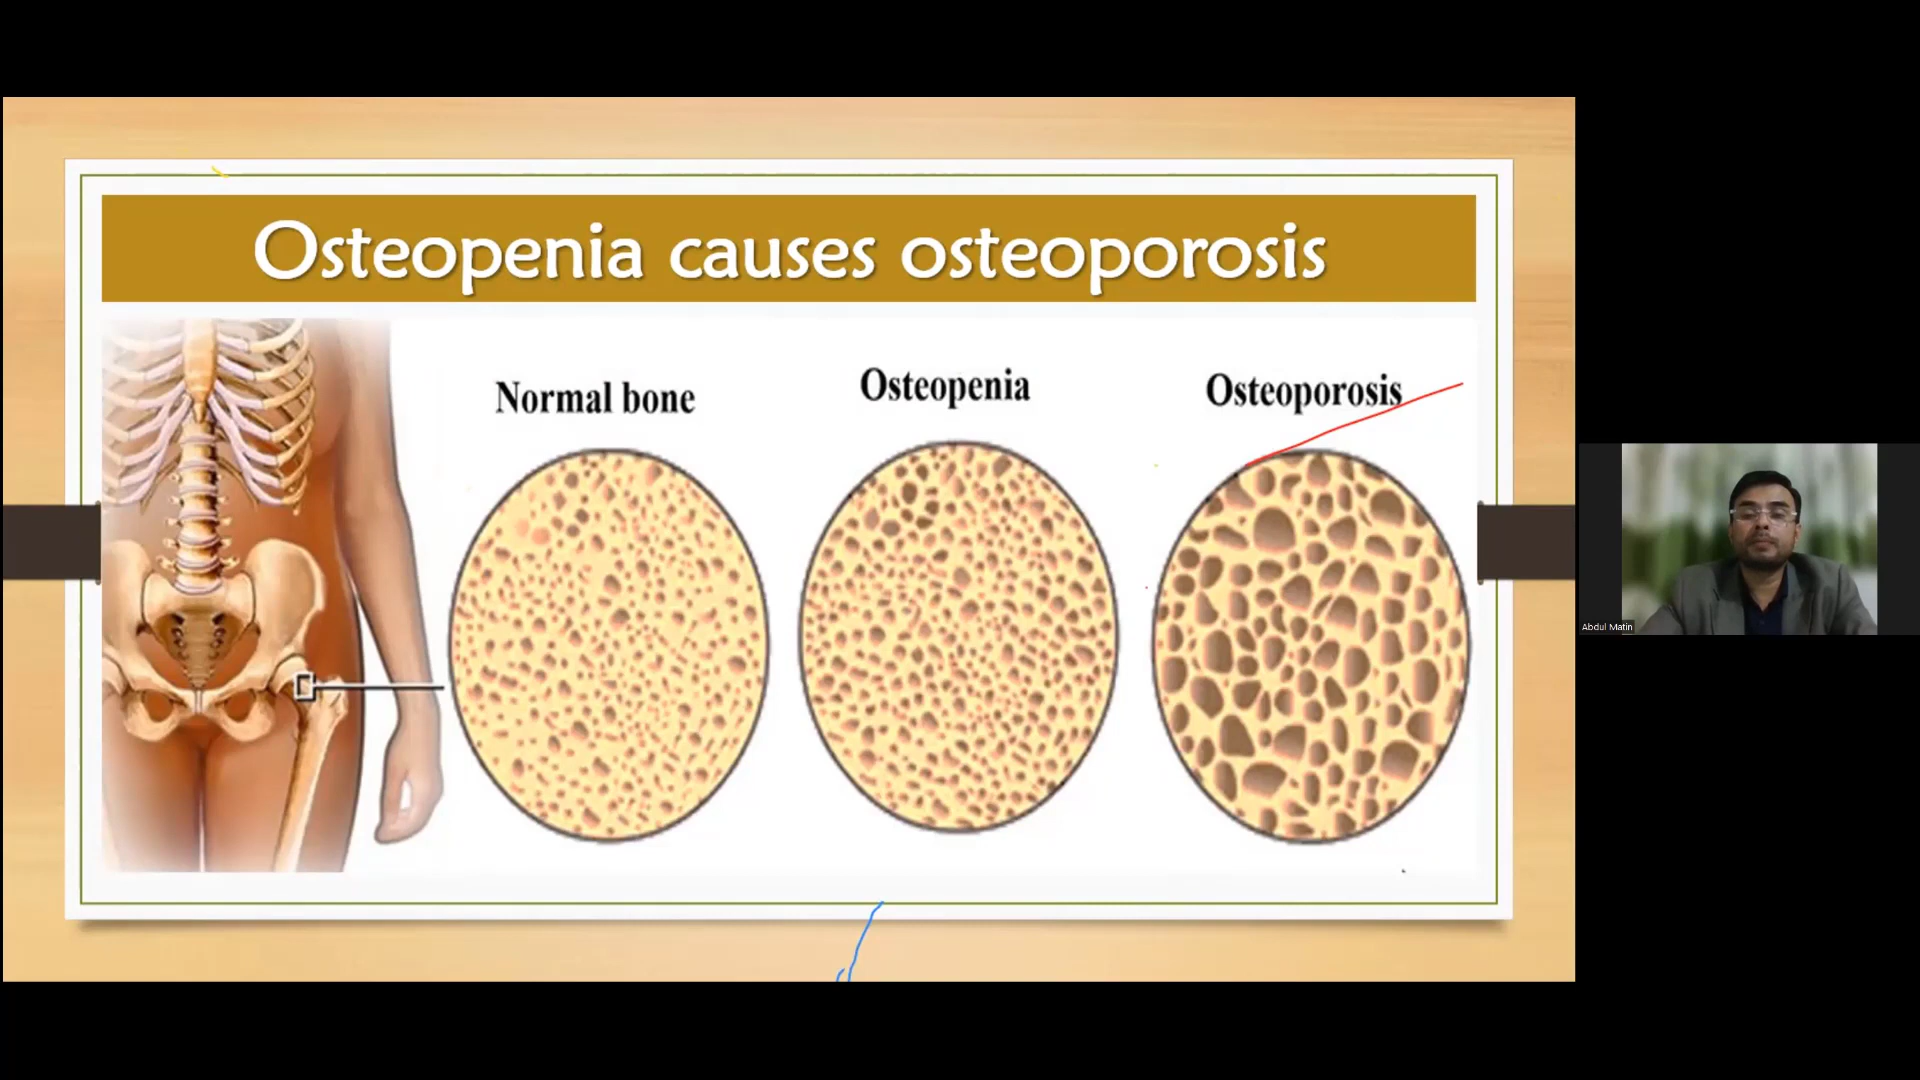 Osteopenia causes osteoporosis
Normal bone
Osteopenia
Osteoporosis
Abdul Matin